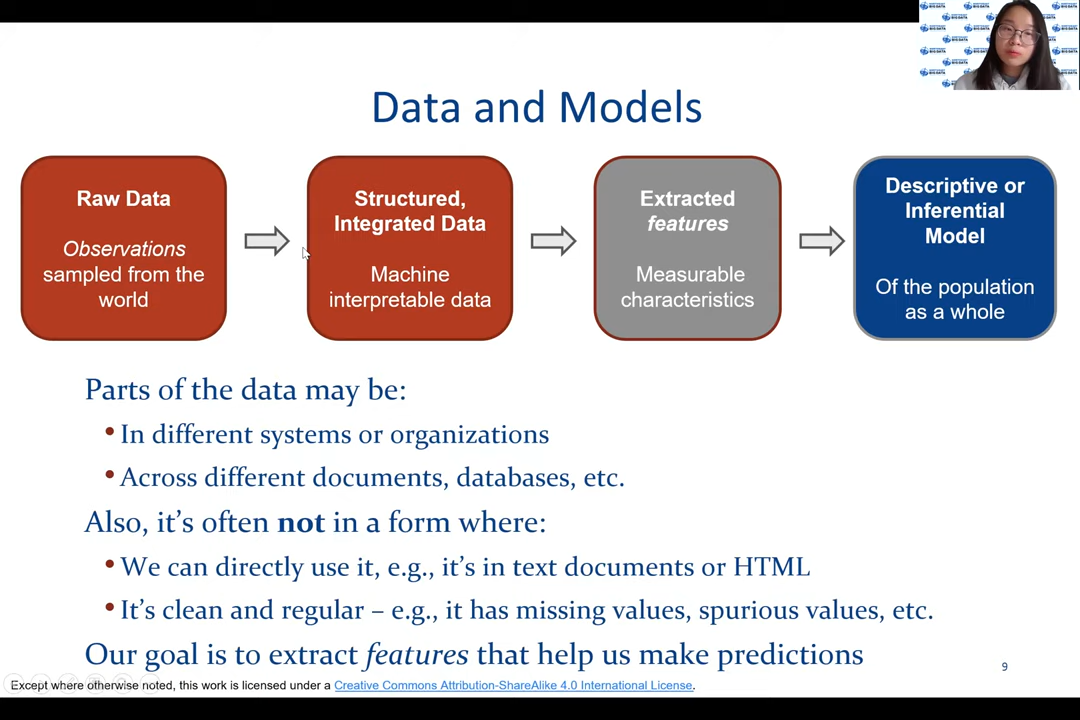 Data and Models
Raw Data
Observations
sampled from the
world
Structured,
Integrated Data
Machine
interpretable data
Extracted
features
Measurable
characteristics
Descriptive or
Inferential
Model
Of the population
as a whole
Parts of the data may be:
•In different systems or organizations
•Across different documents, databases, etc.
Also, it's often not in a form where:
•We can directly use it, e.g., it's in text documents or HTML
•It's clean and regular – e.g., it has missing values, spurious values, etc.
Our goal is to extract features that help us make predictions
9
Except where otherwise noted, this work is licensed under a Creative Commons Attribution-ShareAlike 4.0 International License.